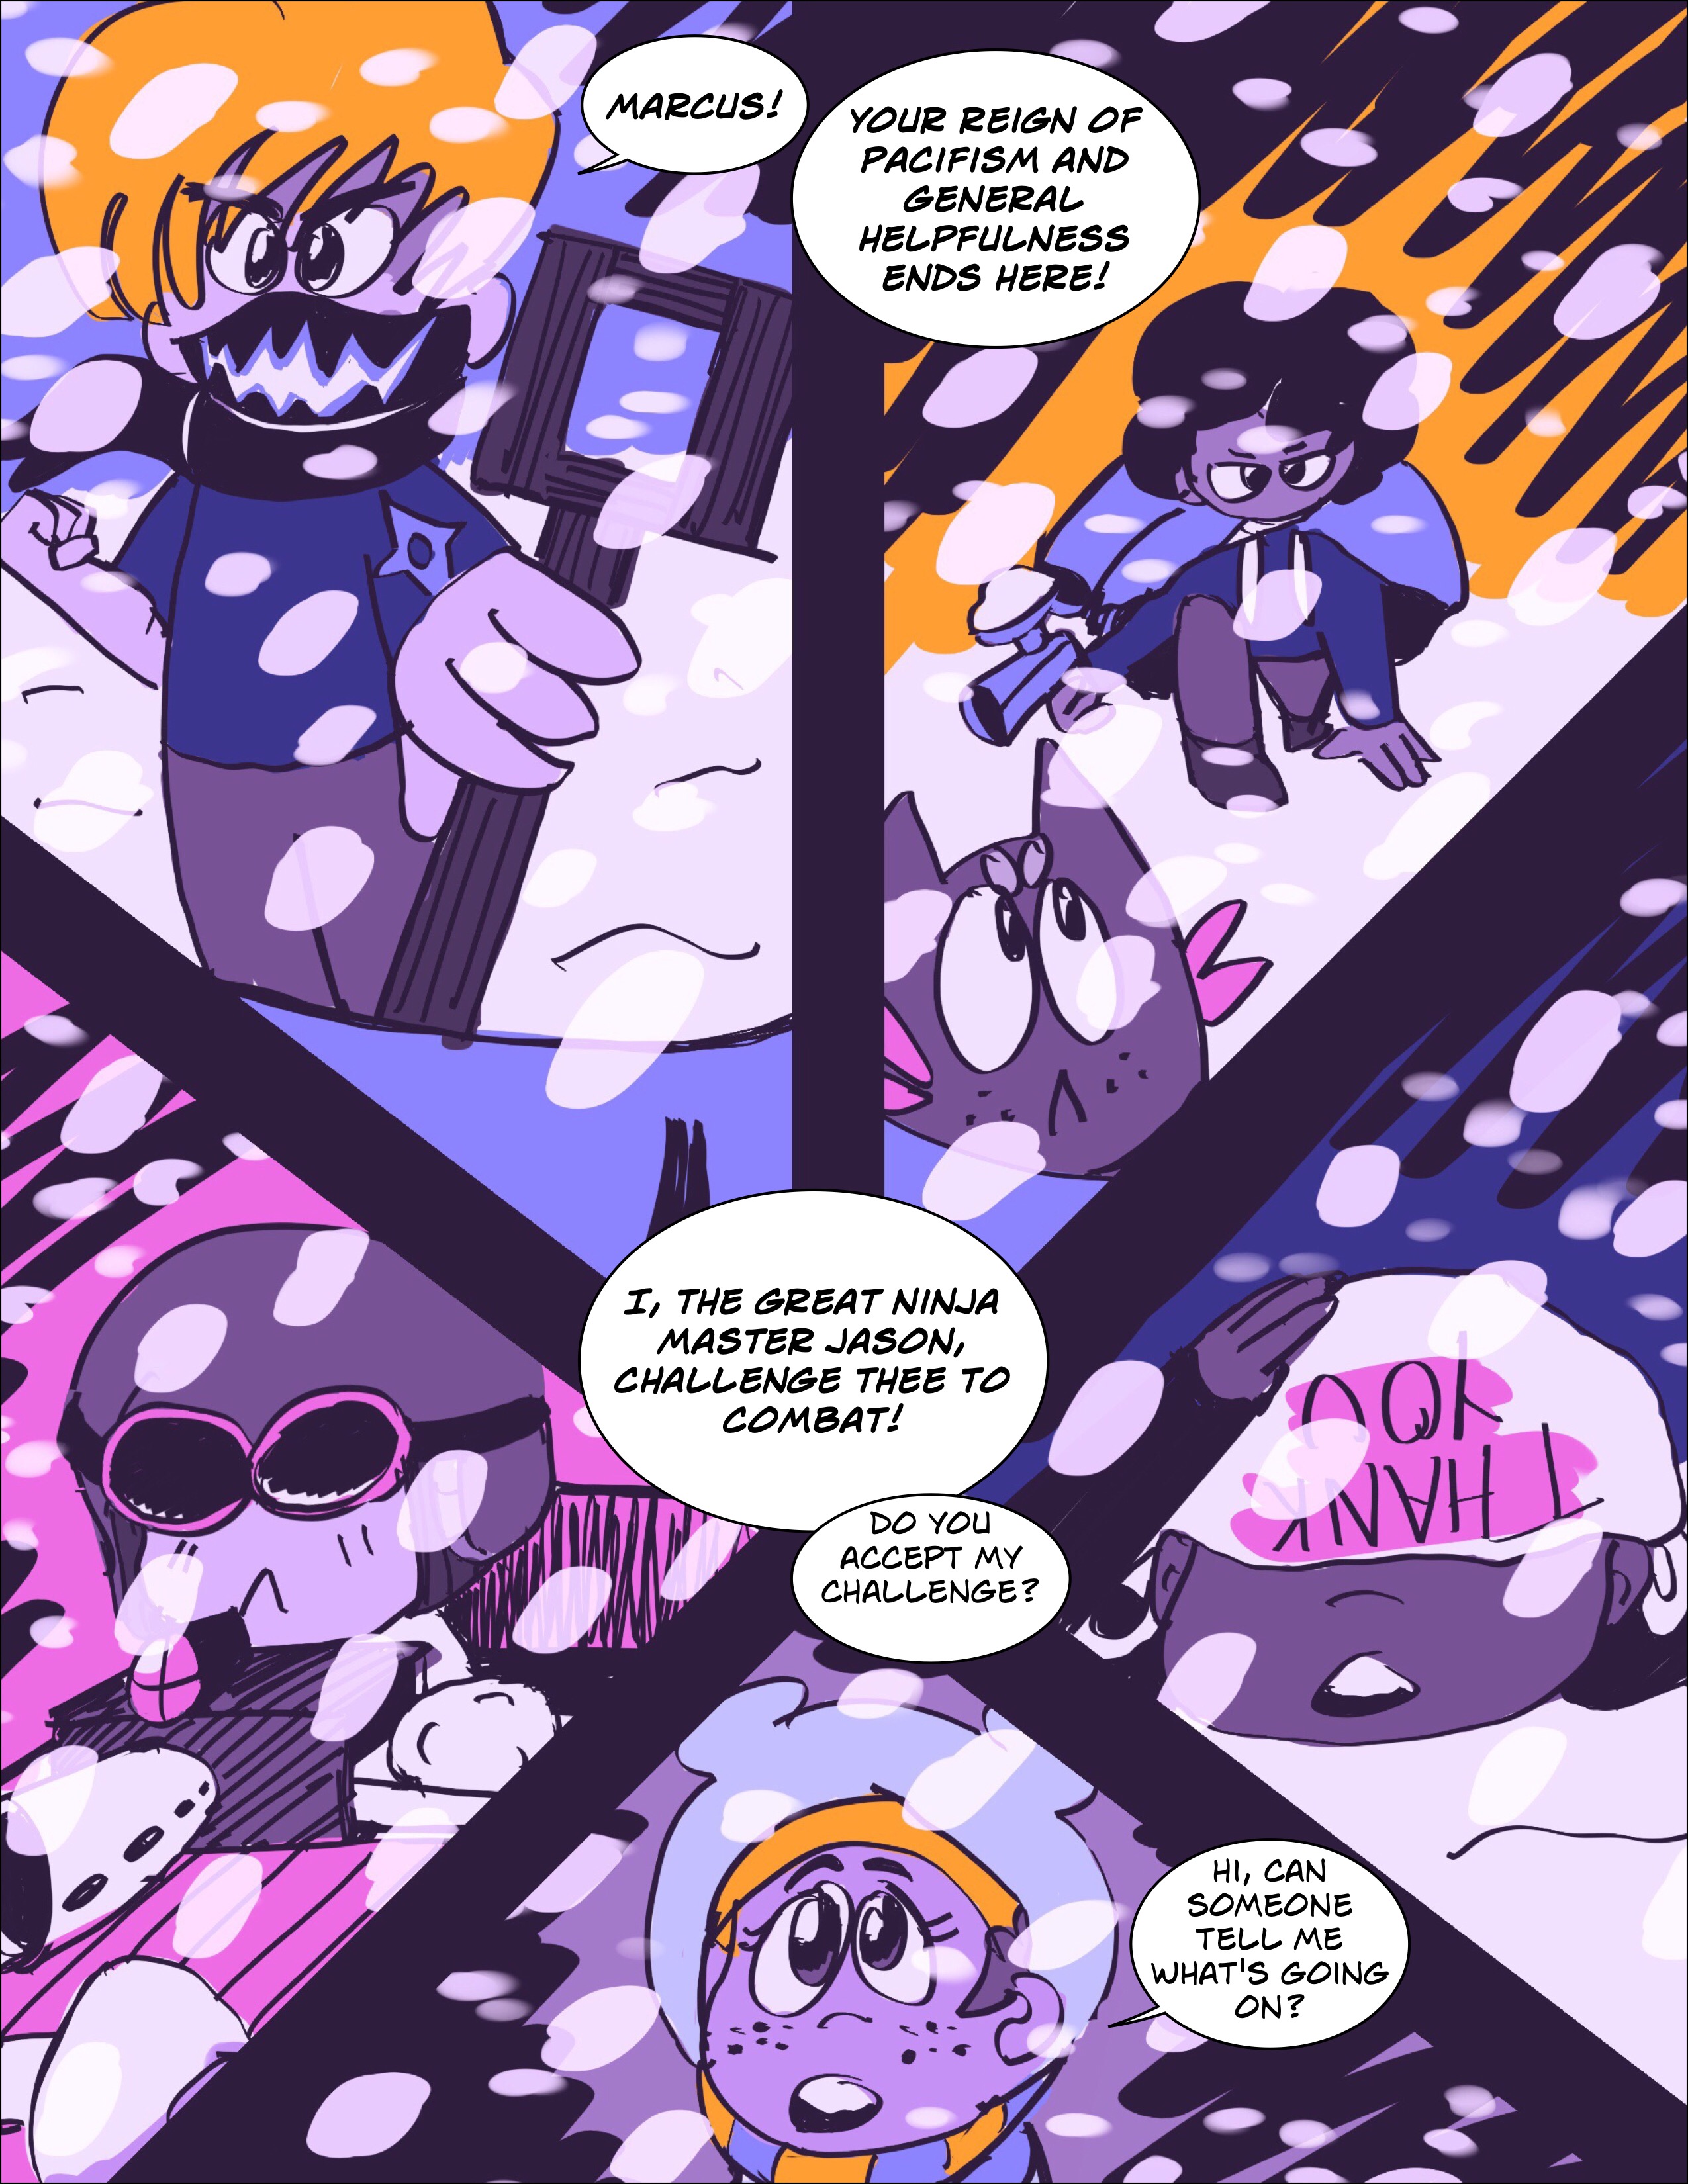 MARCUS!
YOUR REIGN OF
PACIFISM AND
GENERAL
HELPFULNESS
ENDS HERE!
I, THE GREAT NINJA
MASTER JASON,
CHALLENGE THEE TO
COMBAT!
DO YOU
ACCEPT MY
CHALLENGE?
THANK
YOU
HI, CAN
SOMEONE
TELL ME
WHAT'S GOING
ON?